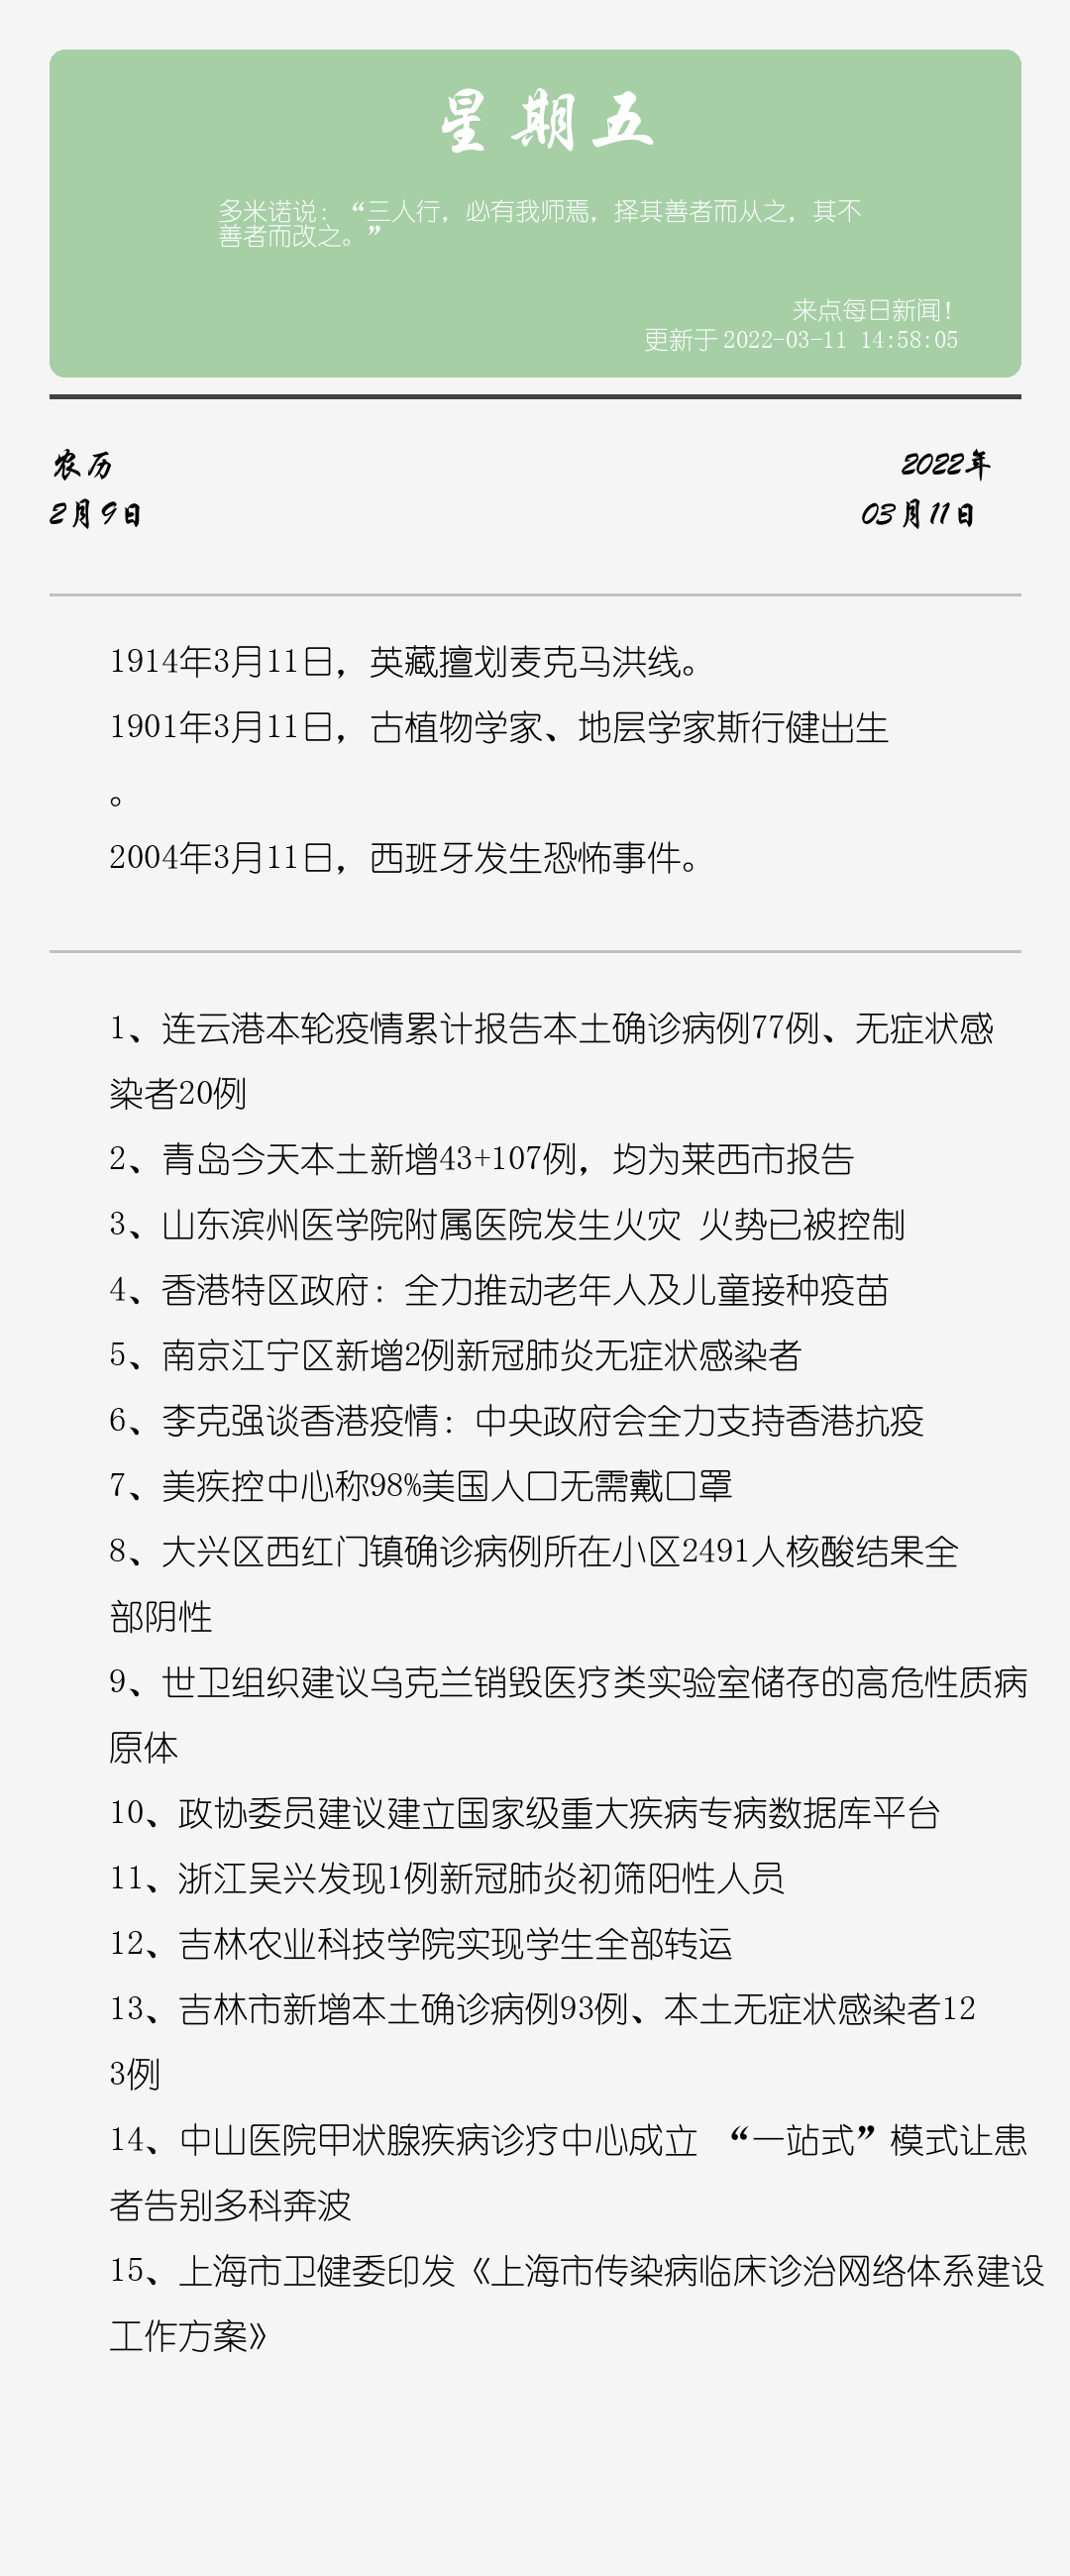 星期五
多米诺说：“三人行，必有我师焉，择其善者而从之，其不
善者而改之。”
来点每日新闻！
更新于2022-03-11 14:58:05
农历
2022年
2月9日
03月11日
1914年3月11日，英藏擅划麦克马洪线。
1901年3月11日，古植物学家、地层学家斯行健出生
。
2004年3月11日，西班牙发生恐怖事件。
1、连云港本轮疫情累计报告本土确诊病例77例、无症状感
染者20例
2、青岛今天本土新增43+107例，均为莱西市报告
3、山东滨州医学院附属医院发生火灾 火势已被控制
4、香港特区政府：全力推动老年人及儿童接种疫苗
5、南京江宁区新增2例新冠肺炎无症状感染者
6、李克强谈香港疫情：中央政府会全力支持香港抗疫
7、美疾控中心称98%美国人口无需戴口罩
8、大兴区西红门镇确诊病例所在小区2491人核酸结果全
部阴性
9、世卫组织建议乌克兰销毁医疗类实验室储存的高危性质病
原体
10、政协委员建议建立国家级重大疾病专病数据库平台
11、浙江吴兴发现1例新冠肺炎初筛阳性人员
12、吉林农业科技学院实现学生全部转运
13、吉林市新增本土确诊病例93例、本土无症状感染者12
3例
14、中山医院甲状腺疾病诊疗中心成立 “一站式”模式让患
者告别多科奔波
15、上海市卫健委印发《上海市传染病临床诊治网络体系建设
工作方案》